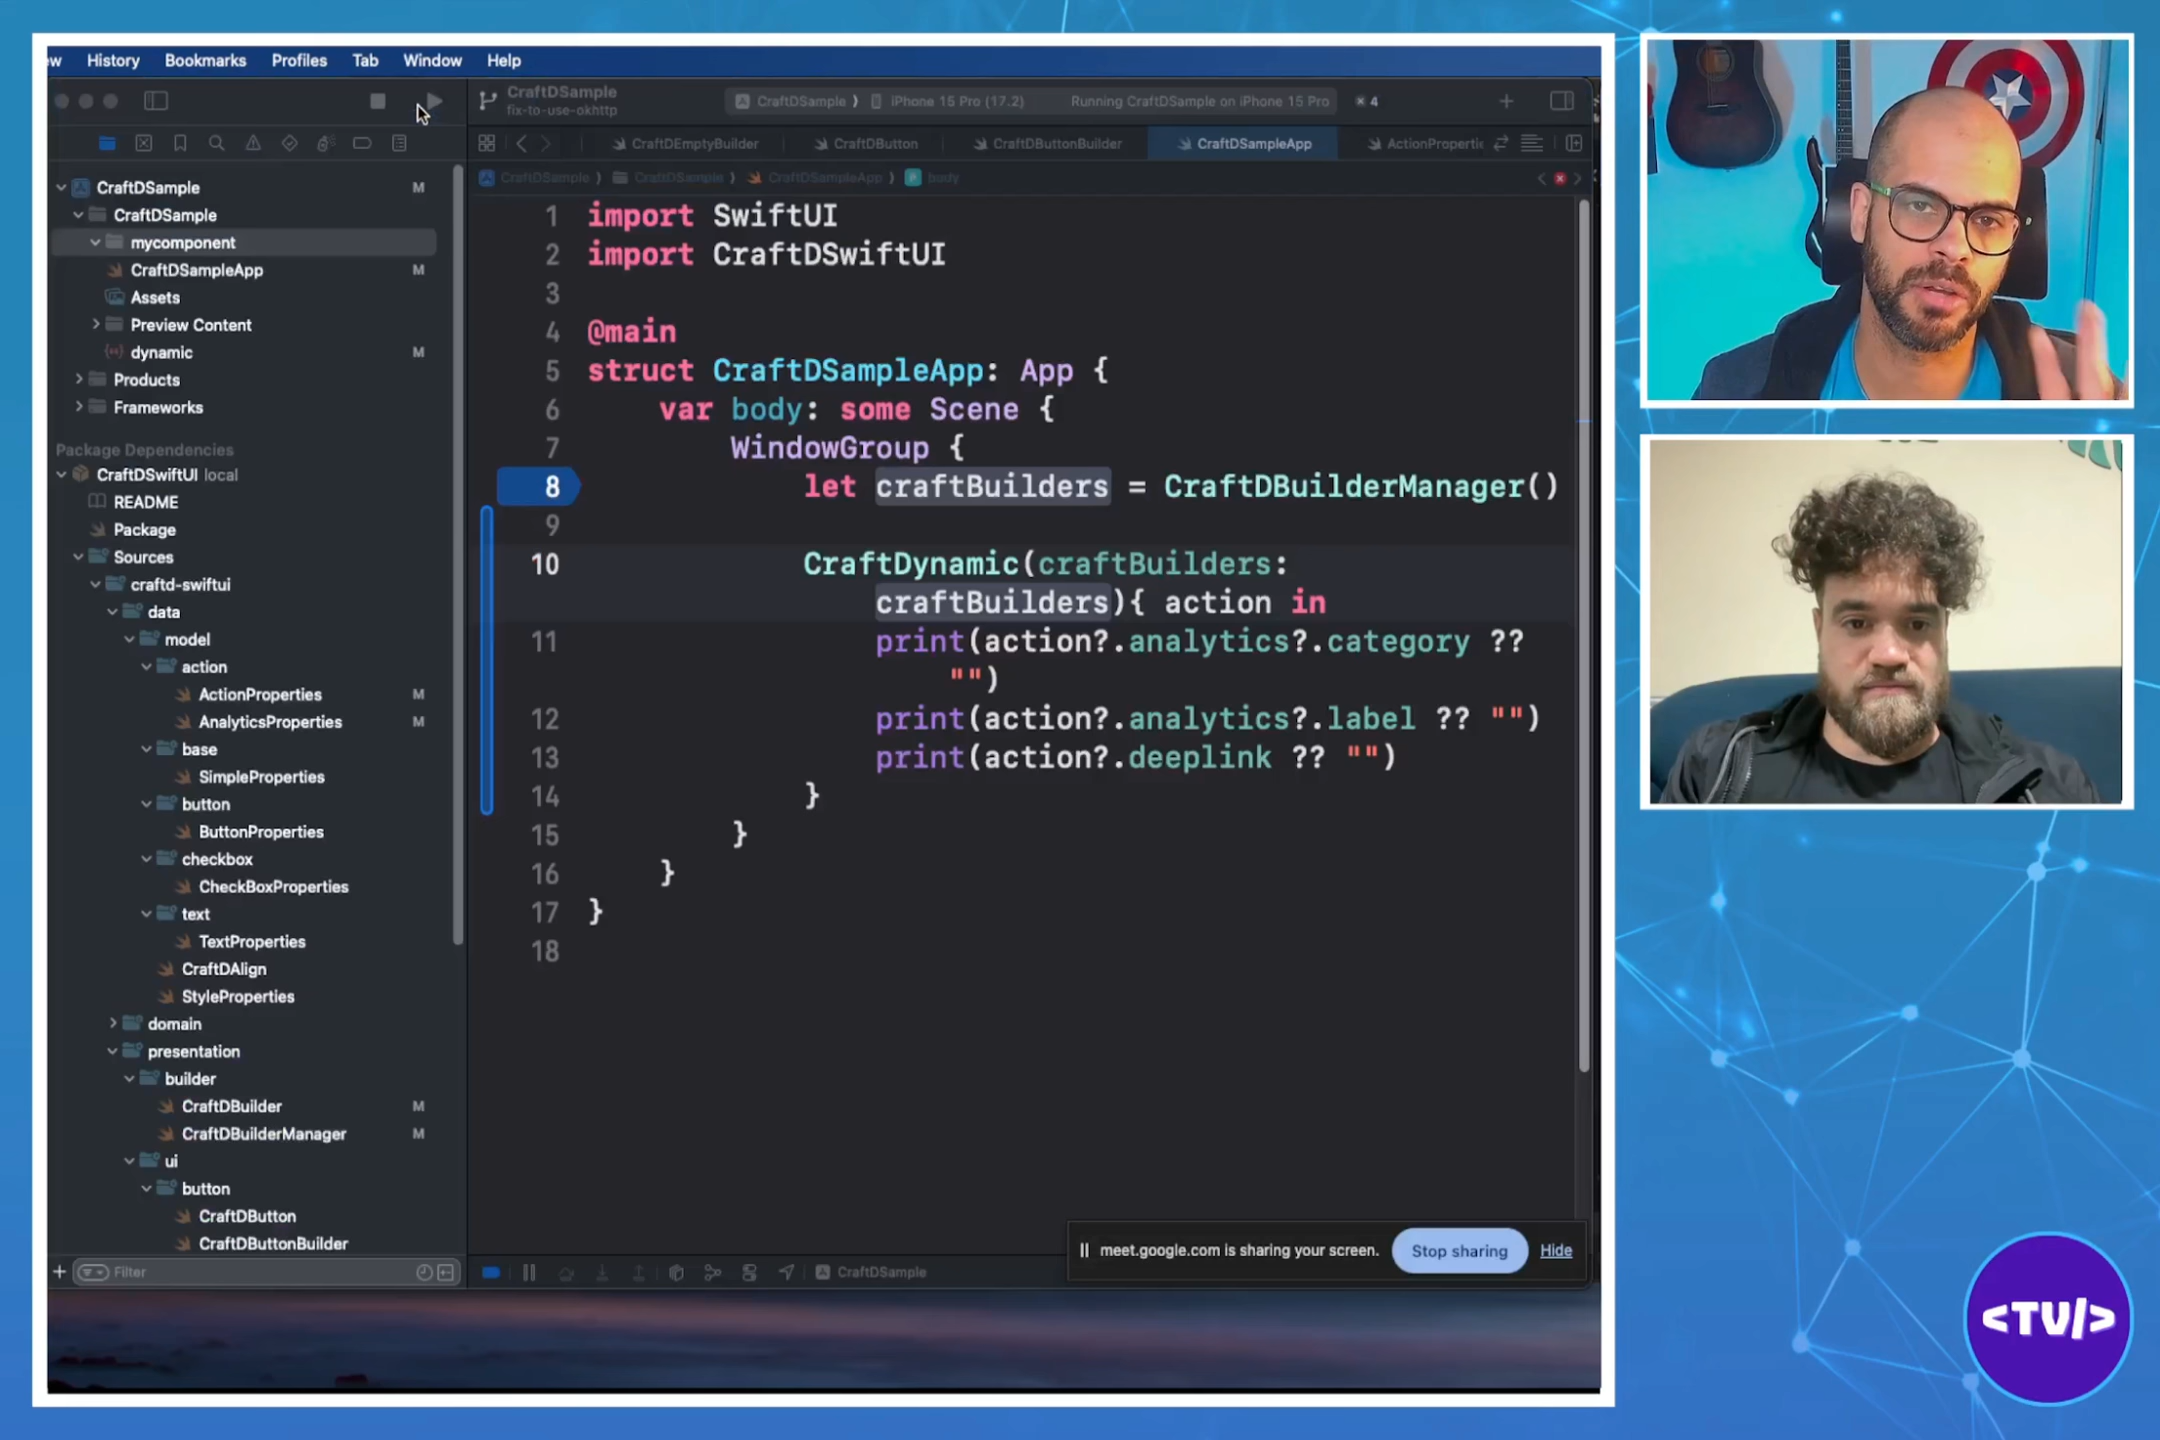 ew History Bookmarks Profiles Tab Window Help
CraftDSample
fix-to-use-okhttp
CraftDSample ⟩ iPhone 15 Pro (17.2) Running CraftDSample on iPhone 15 Pro 4
CraftDEmptyBuilder CraftDButton CraftDButtonBuilder CraftDSampleApp ActionProperti
CraftDSample ⟩ CraftDSample ⟩ CraftDSampleApp ⟩ body
CraftDSample M
CraftDSample
mycomponent
CraftDSampleApp M
Assets
Preview Content
dynamic M
Products
Frameworks
Package Dependencies
CraftDSwiftUI local
README
Package
Sources
craftd-swiftui
data
model
action
ActionProperties M
AnalyticsProperties M
base
SimpleProperties
button
ButtonProperties
checkbox
CheckBoxProperties
text
TextProperties
CraftDAlign
StyleProperties
domain
presentation
builder
CraftDBuilder M
CraftDBuilderManager M
ui
button
CraftDButton
CraftDButtonBuilder
Filter
1 import SwiftUI
2 import CraftDSwiftUI
3
4 @main
5 struct CraftDSampleApp: App {
6 var body: some Scene {
7 WindowGroup {
8 let craftBuilders = CraftDBuilderManager()
9
10 CraftDynamic(craftBuilders:
craftBuilders){ action in
11 print(action?.analytics?.category ??
"")
12 print(action?.analytics?.label ?? "")
13 print(action?.deeplink ?? "")
14 }
15 }
16 }
17 }
18
meet.google.com is sharing your screen. Stop sharing Hide
CraftDSample
<TV/>